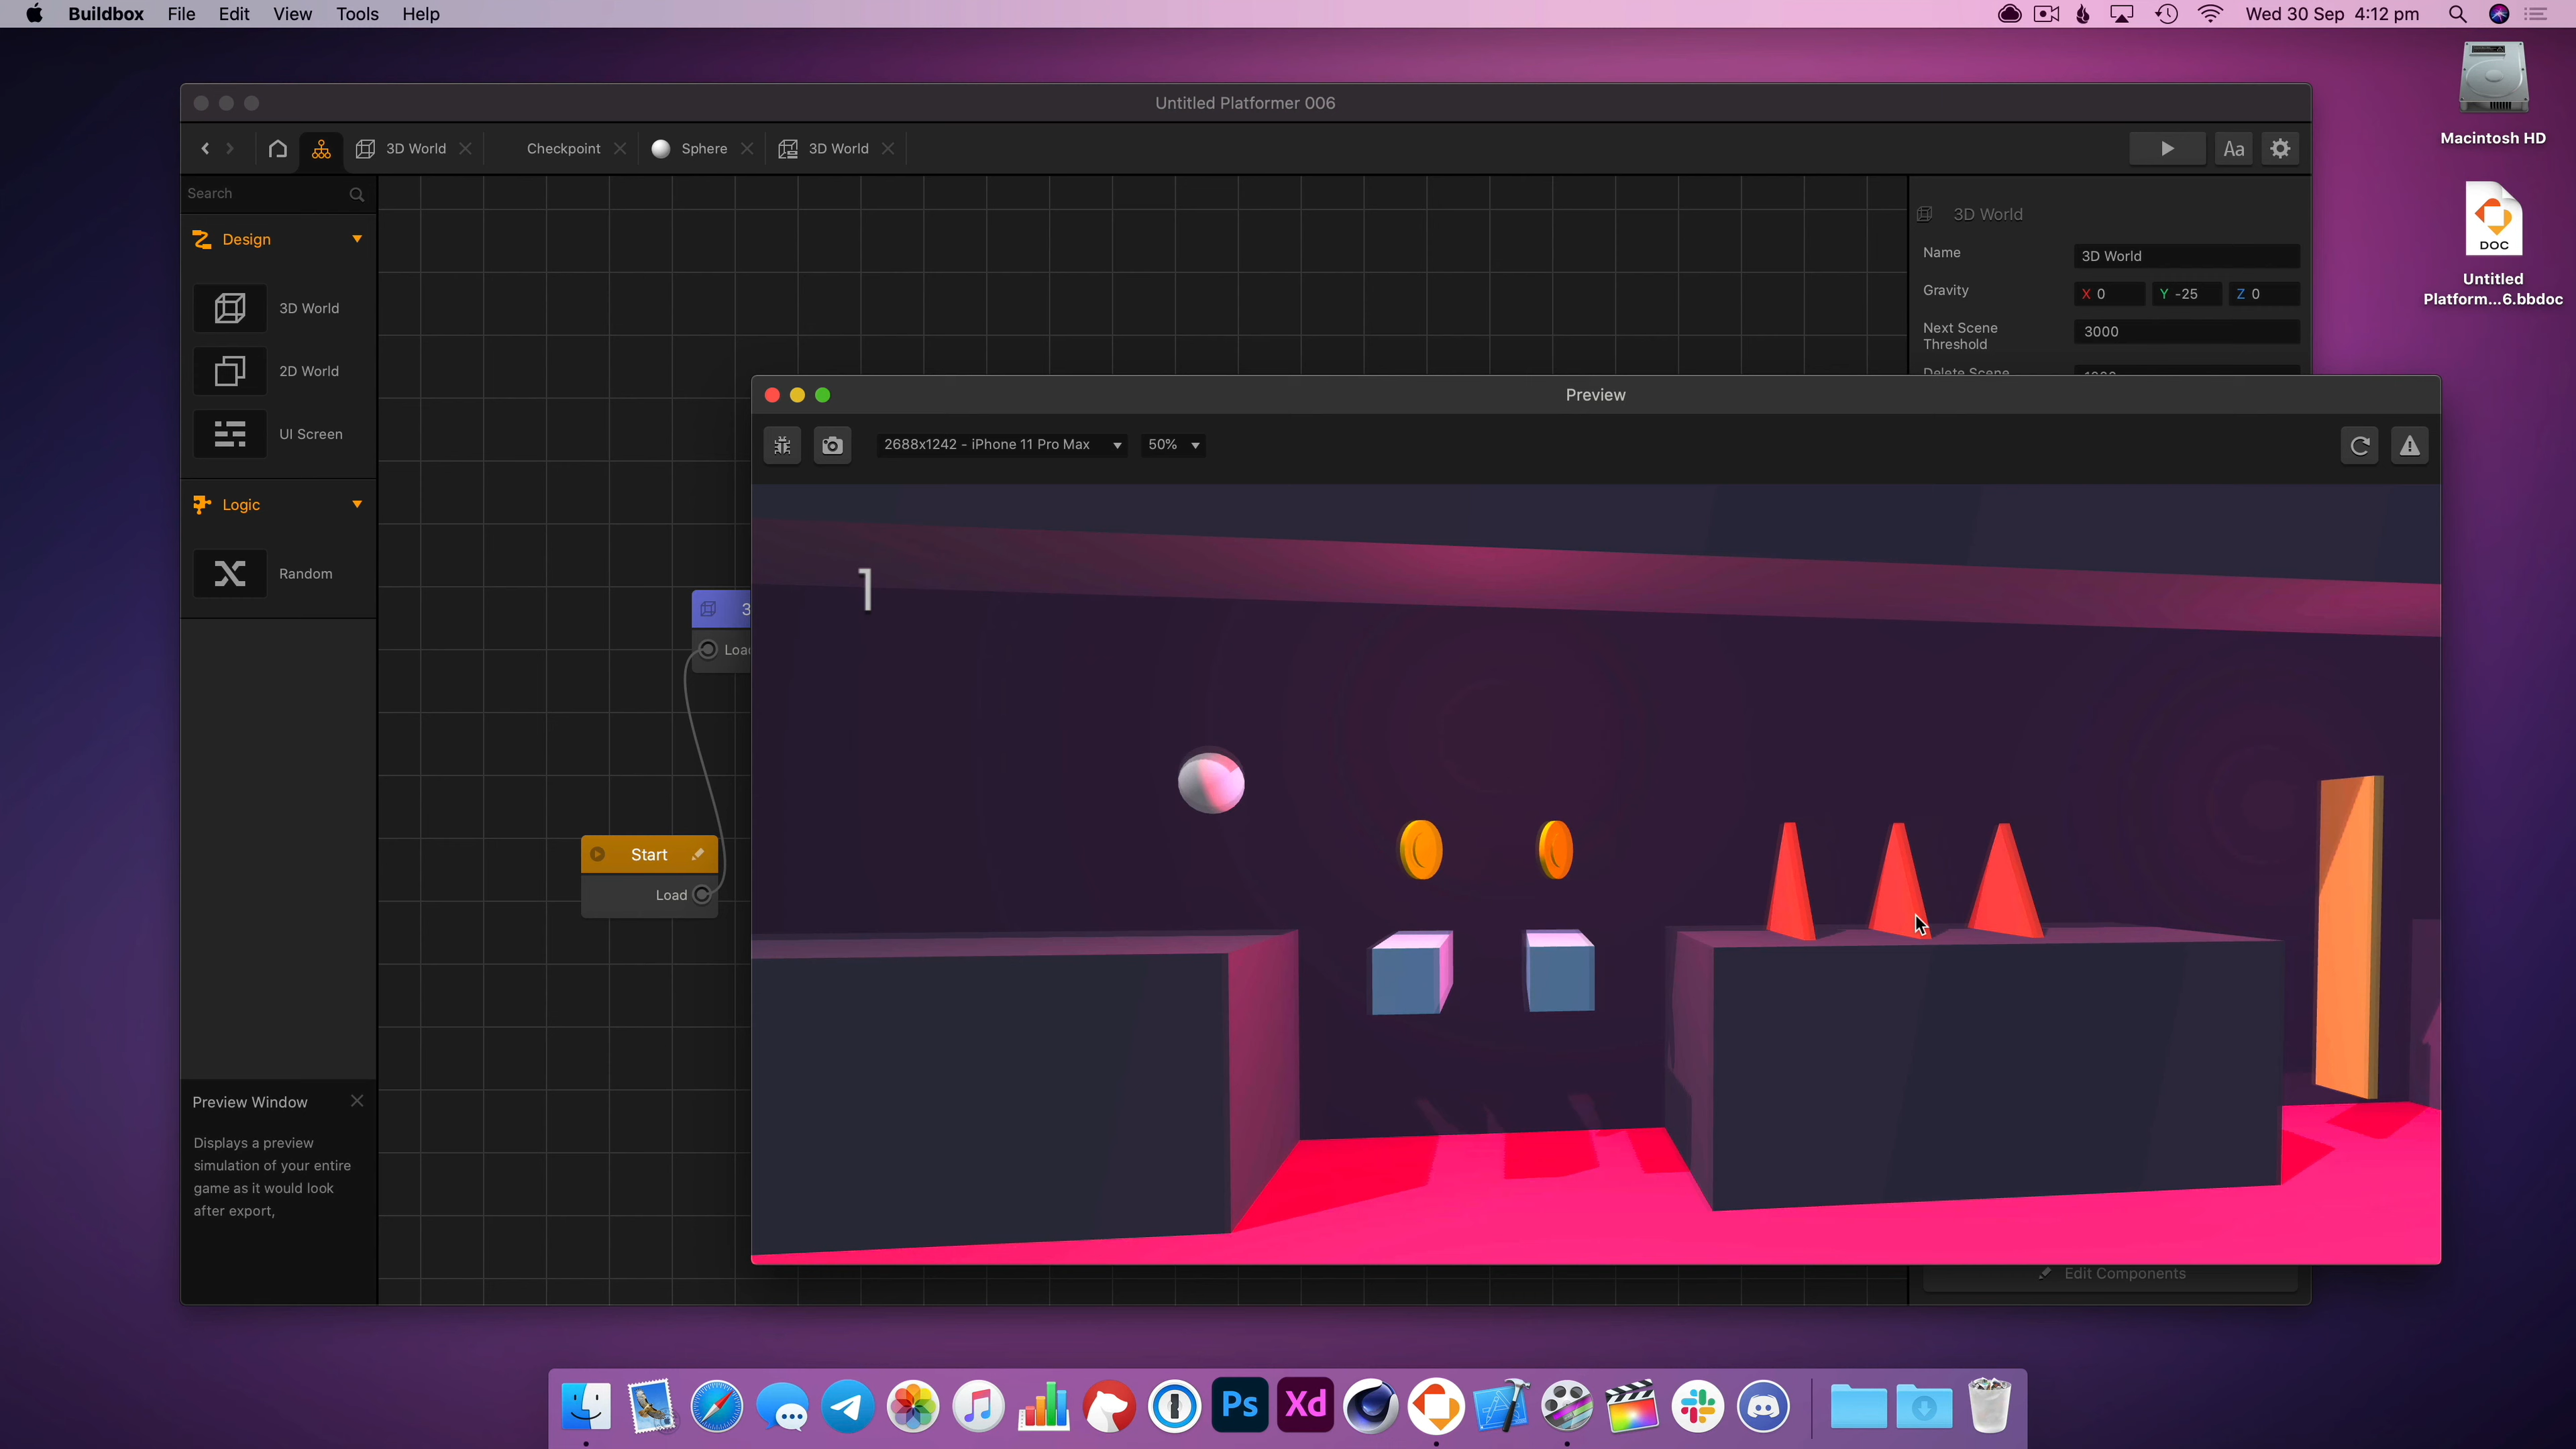 Buildbox File Edit View Tools Help
Wed 30 Sep 4:12 pm
Macintosh HD
DOC
Untitled
Platform...6.bbdoc
Untitled Platformer 006
3D World
Checkpoint
Sphere
3D World
Aa
Search
Design
3D World
2D World
UI Screen
Logic
Random
3D World
Name
3D World
Gravity
X 0
Y -25
Z 0
Next Scene
Threshold
3000
Preview
2688x1242 - iPhone 11 Pro Max
50%
1
Start
Load
Preview Window
Displays a preview
simulation of your entire
game as it would look
after export,
Edit Components
Ps
Xd